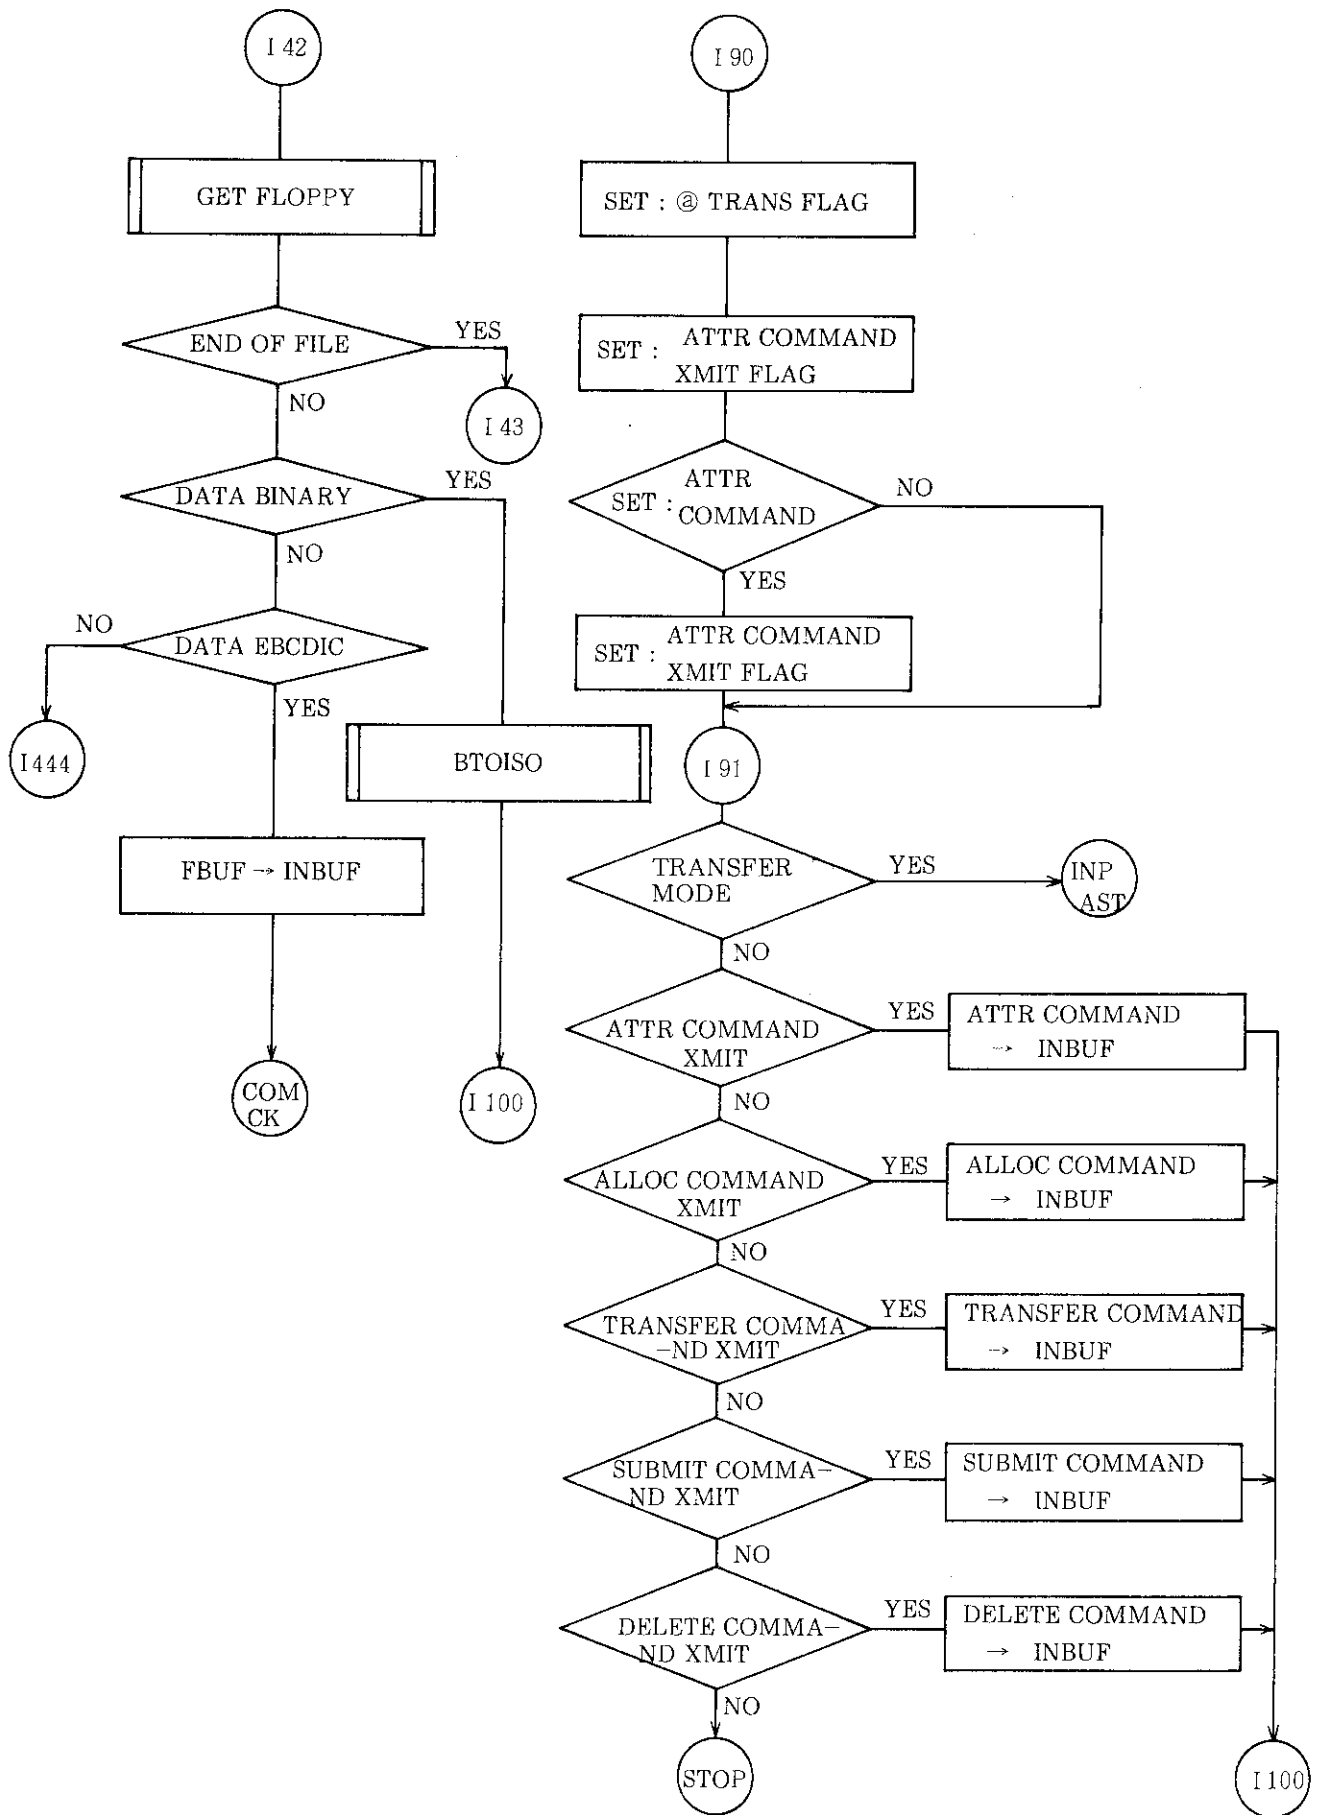 I 42
GET FLOPPY
END OF FILE
YES
NO
I 43
DATA BINARY
YES
NO
NO
DATA EBCDIC
YES
I 444
BTOISO
FBUF → INBUF
COM
CK
I 100
I 90
SET : ⓐ TRANS FLAG
SET : ATTR COMMAND
XMIT FLAG
SET : ATTR
COMMAND
NO
YES
SET : ATTR COMMAND
XMIT FLAG
I 91
TRANSFER
MODE
YES
INP
AST
NO
ATTR COMMAND
XMIT
YES
ATTR COMMAND
→ INBUF
NO
ALLOC COMMAND
XMIT
YES
ALLOC COMMAND
→ INBUF
NO
TRANSFER COMMA
-ND XMIT
YES
TRANSFER COMMAND
→ INBUF
NO
SUBMIT COMMA-
ND XMIT
YES
SUBMIT COMMAND
→ INBUF
NO
DELETE COMMA-
ND XMIT
YES
DELETE COMMAND
→ INBUF
NO
STOP
I 100